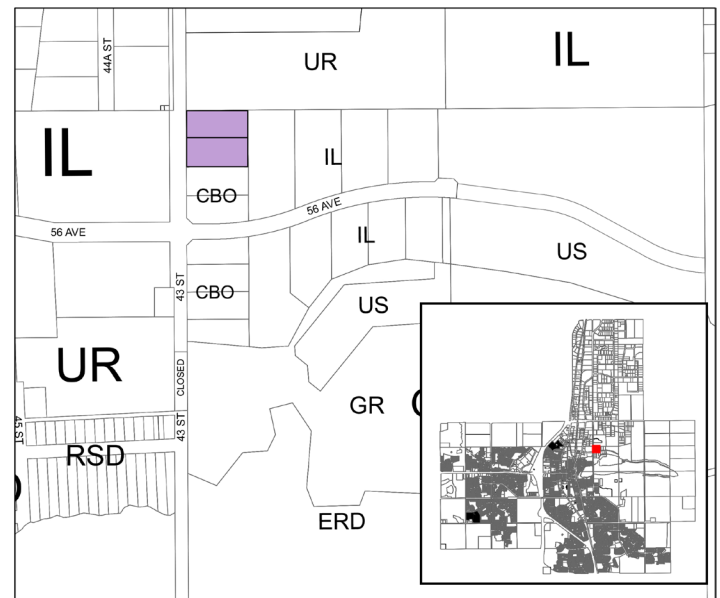 44A ST
UR
IL
IL
IL
CBO
56 AVE
56 AVE
IL
US
43 ST
CBO
US
UR
CLOSED
GR
45 ST
43 ST
RSD
ERD